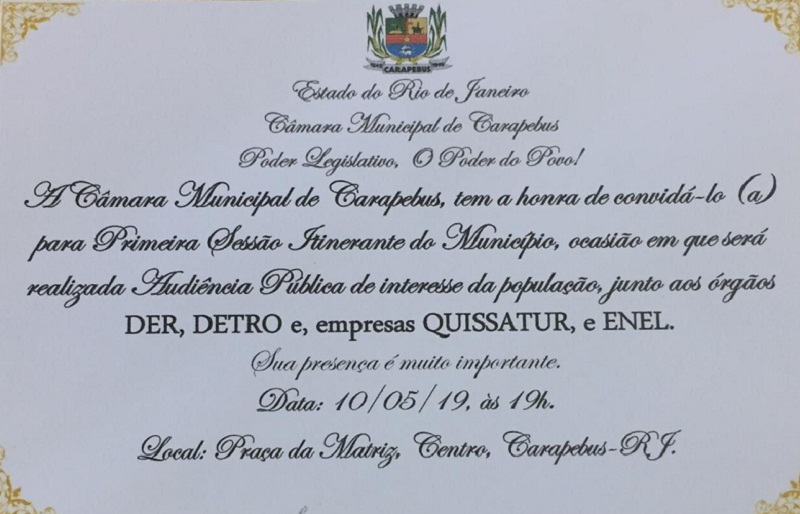 CARAPEBUS
Estado do Rio de Janeiro
Câmara Municipal de Carapebus
Poder Legislativo, O Poder do Povo!
A Câmara Municipal de Carapebus, tem a honra de convidá-lo (a)
para Primeira Sessão Itinerante do Município, ocasião em que será
realizada Audiência Pública de interesse da população, junto aos órgãos
DER, DETRO e, empresas QUISSATUR, e ENEL.
Sua presença é muito importante.
Data: 10/05/19, às 19h.
Local: Praça da Matriz, Centro, Carapebus-RJ.